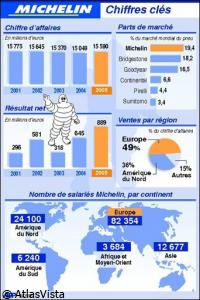 MICHELIN Chiffres clés
Chiffre d'affaires
En millions d'euros
15 775 15 645 15 370 15 048 15 590
2001 2002 2003 2004 2005
Parts de marché
% du marché mondial du pneu
Michelin 19,4
Bridgestone 18,2
Goodyear 16,5
Continental 6,6
Pirelli 4,4
Sumitomo 3,4
Résultat net
En millions d'euros
296 581 318 645 889
2001 2002 2003 2004 2005
Ventes par région
% du chiffre d'affaires
Europe
49%
36%
Amérique
du Nord
15%
Autres
Nombre de salariés Michelin, par continent
24 100
Amérique
du Nord
Europe
82 354
6 240
Amérique du Sud
3 684
Afrique et
Moyen-Orient
12 677
Asie
© AtlasVista